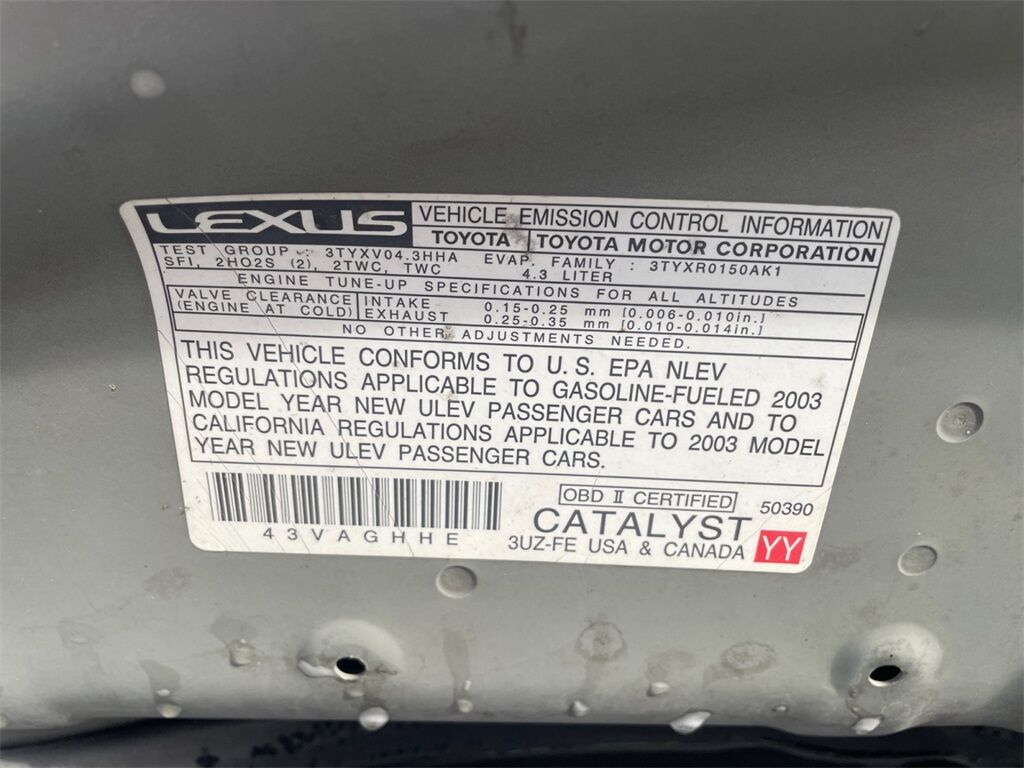 LEXUS VEHICLE EMISSION CONTROL INFORMATION
TOYOTA TOYOTA MOTOR CORPORATION
TEST GROUP : 3TYXV04.3HHA EVAP. FAMILY : 3TYXR0150AK1
SFI, 2HO2S (2), 2TWC, TWC 4.3 LITER
ENGINE TUNE-UP SPECIFICATIONS FOR ALL ALTITUDES
VALVE CLEARANCE INTAKE 0.15-0.25 mm [0.006-0.010in.]
(ENGINE AT COLD) EXHAUST 0.25-0.35 mm [0.010-0.014in.]
NO OTHER ADJUSTMENTS NEEDED.
THIS VEHICLE CONFORMS TO U.S. EPA NLEV
REGULATIONS APPLICABLE TO GASOLINE-FUELED 2003
MODEL YEAR NEW ULEV PASSENGER CARS AND TO
CALIFORNIA REGULATIONS APPLICABLE TO 2003 MODEL
YEAR NEW ULEV PASSENGER CARS.
OBD II CERTIFIED 50390
CATALYST
43VAGHHE 3UZ-FE USA & CANADA YY